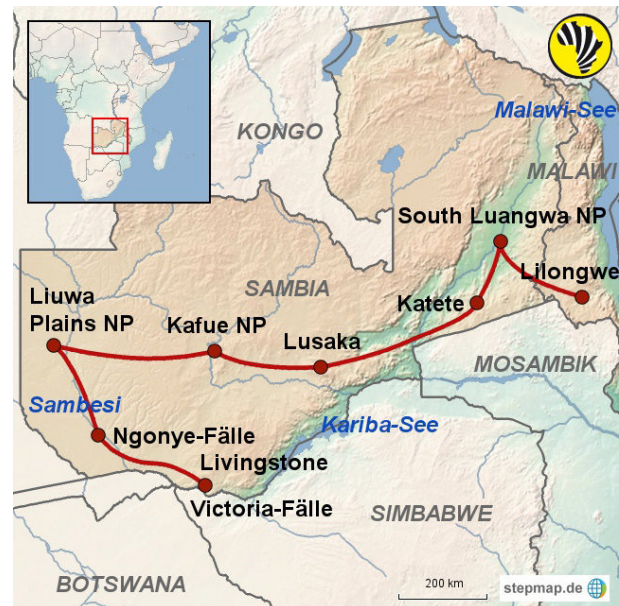 KONGO
Malawi-See
MALAWI
South Luangwa NP
Lilongwe
SAMBIA
Katete
Liuwa
Plains NP
Kafue NP
Lusaka
MOSAMBIK
Sambesi
Kariba-See
Ngonye-Fälle
Livingstone
Victoria-Fälle
SIMBABWE
BOTSWANA
200 km
stepmap.de